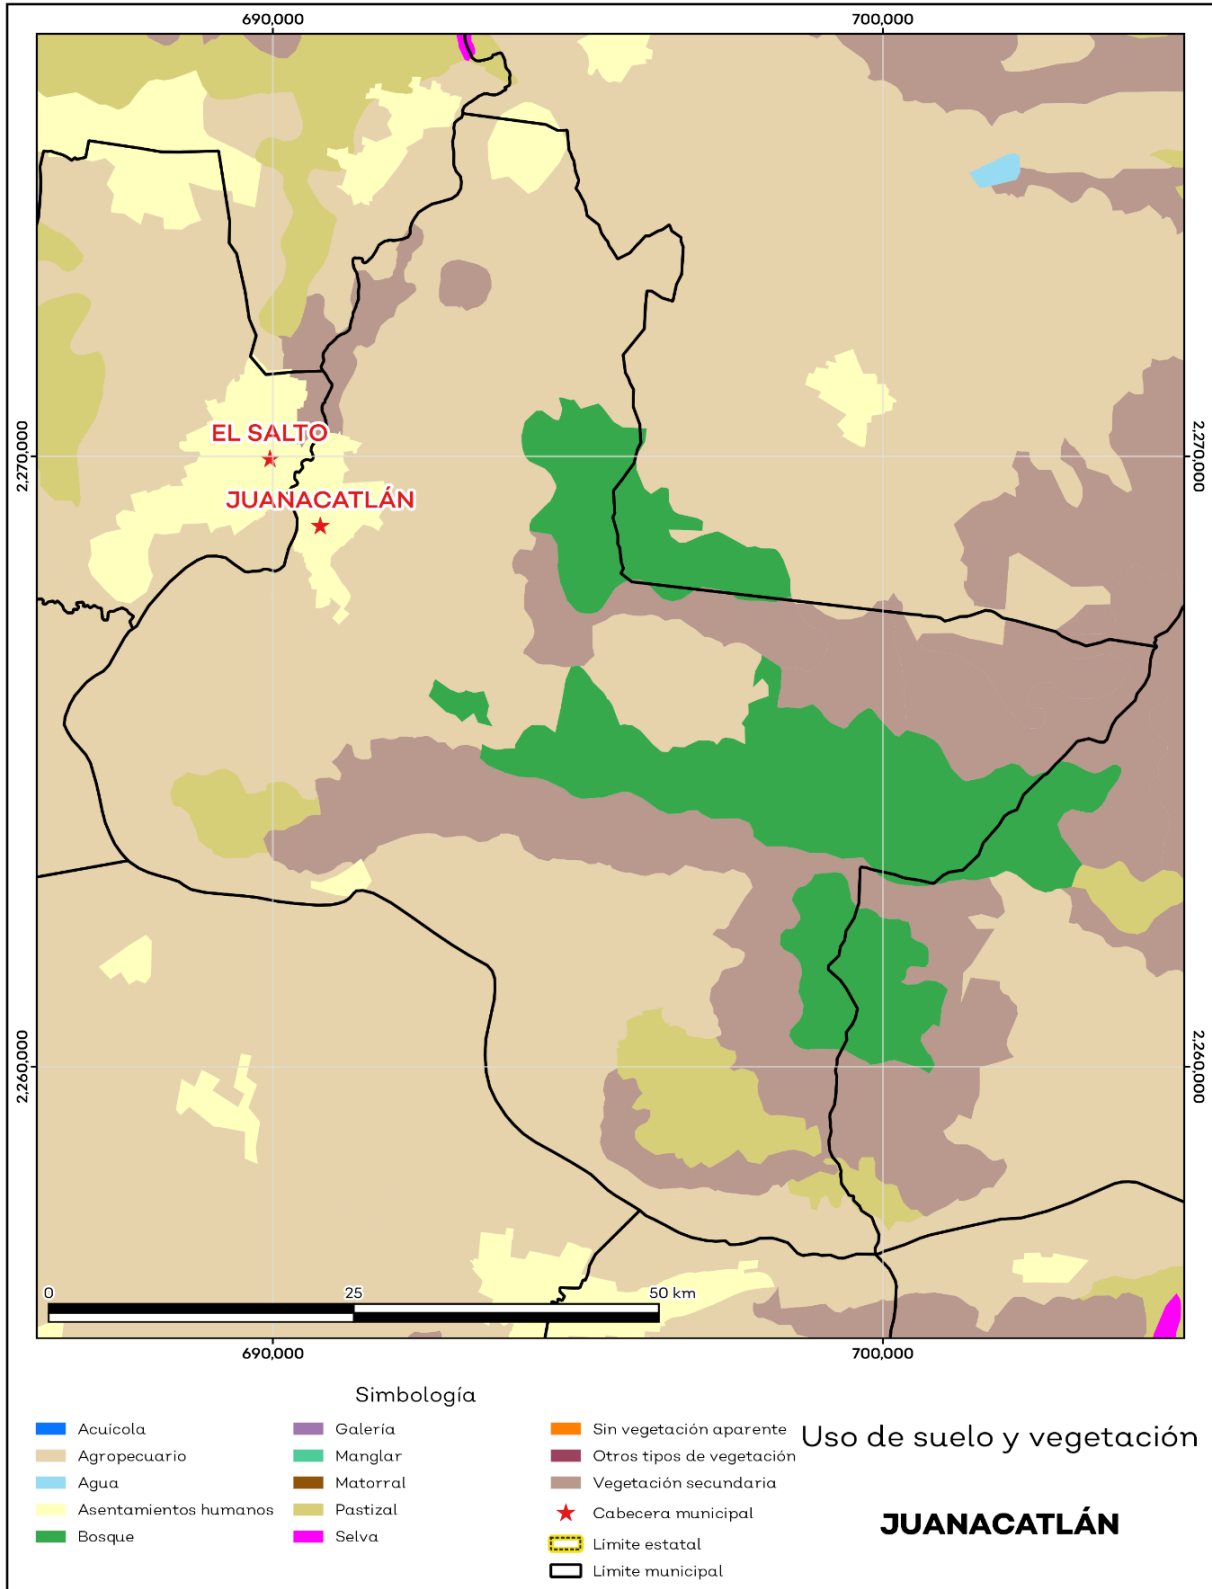 690,000
700,000
2,270,000
2,270,000
EL SALTO
JUANACATLÁN
2,260,000
2,260,000
0
25
50 km
690,000
700,000
Simbología
Acuícola
Agropecuario
Agua
Asentamientos humanos
Bosque
Galería
Manglar
Matorral
Pastizal
Selva
Sin vegetación aparente
Otros tipos de vegetación
Vegetación secundaria
Cabecera municipal
Límite estatal
Límite municipal
Uso de suelo y vegetación
JUANACATLÁN